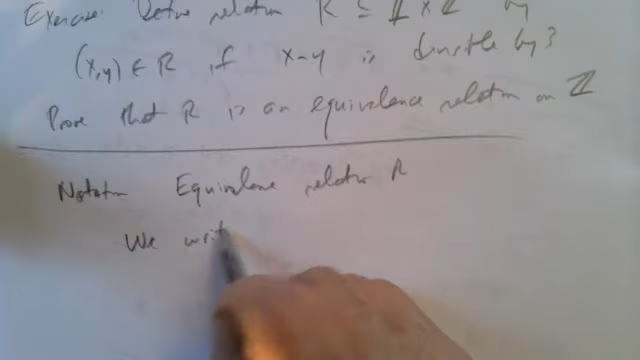 Exercise: Define relation R ⊆ ℤ × ℤ by
(x,y) ∈ R if x-y is divisible by 3
Prove that R is an equivalence relation on ℤ
Notation Equivalence relation R
We writ